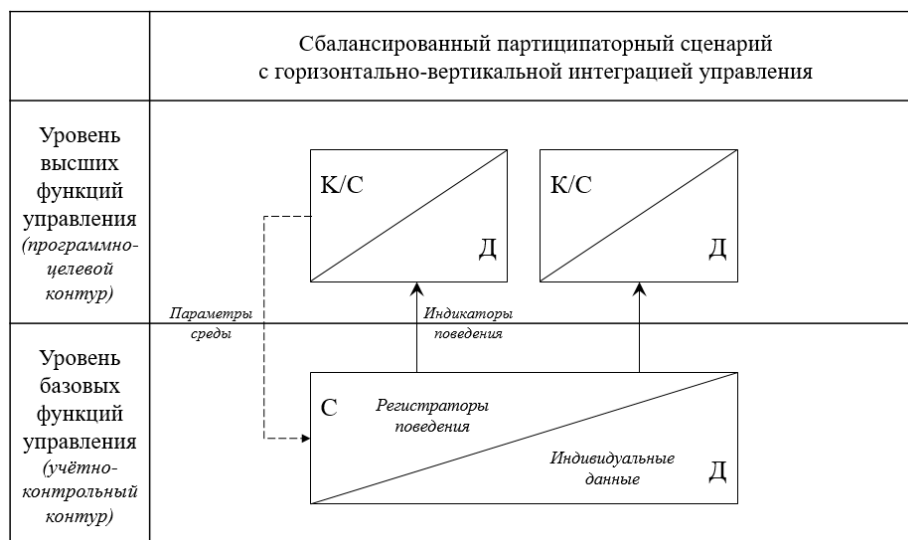 Сбалансированный партиципаторный сценарий
с горизонтально-вертикальной интеграцией управления
Уровень
высших
функций
управления
(программно-
целевой
контур)
К/С
Д
К/С
Д
Параметры
среды
Индикаторы
поведения
Уровень
базовых
функций
управления
(учётно-
контрольный
контур)
С
Регистраторы
поведения
Индивидуальные
данные
Д